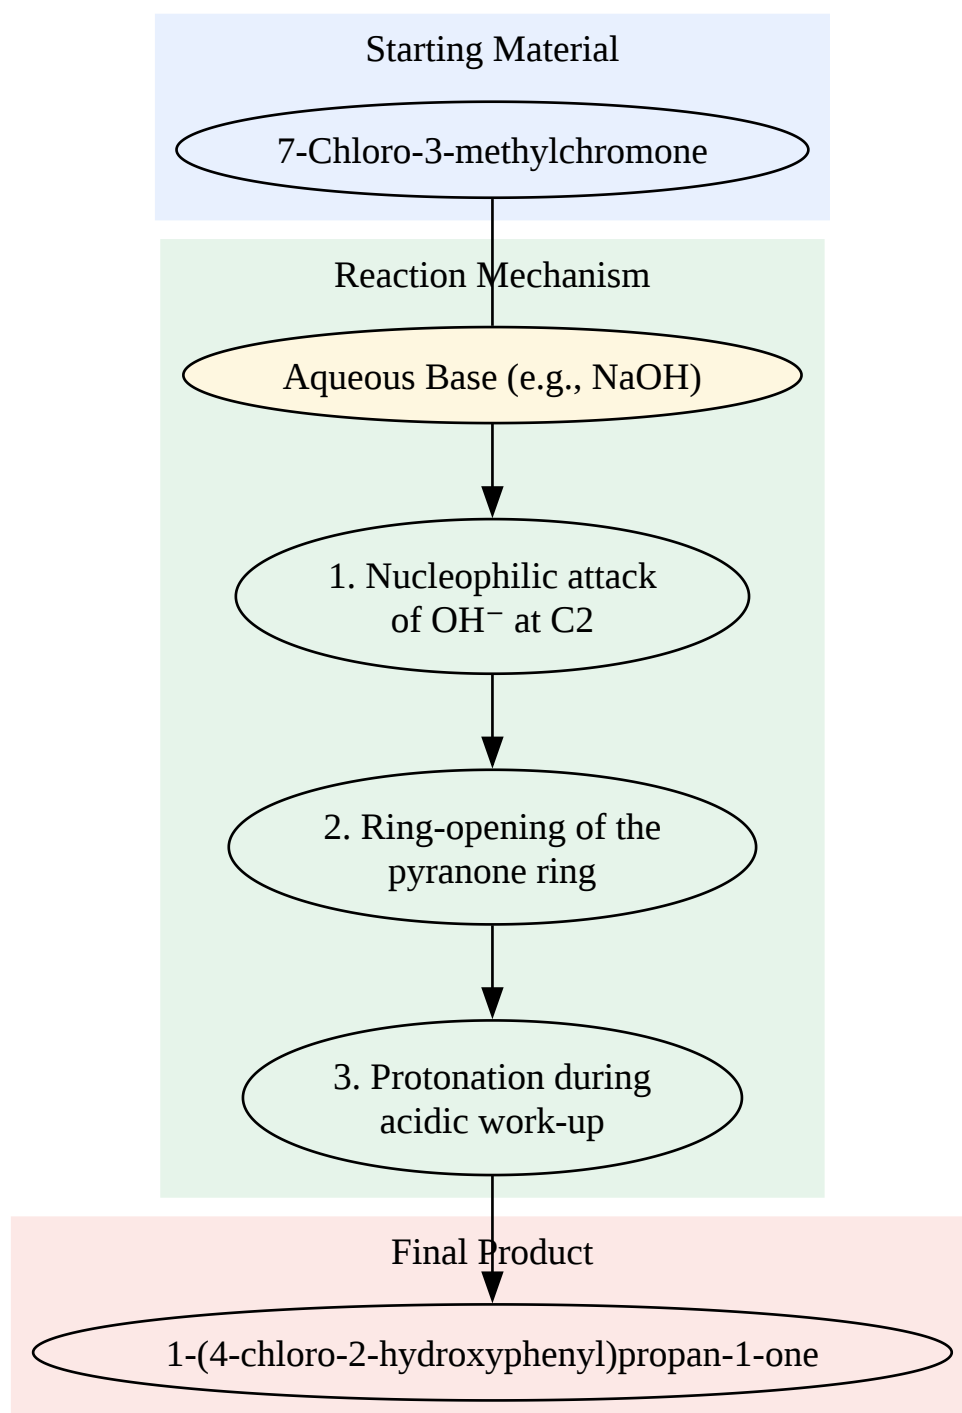 Starting Material
7-Chloro-3-methylchromone
Reaction Mechanism
Aqueous Base (e.g., NaOH)
1. Nucleophilic attack
of OH⁻ at C2
2. Ring-opening of the
pyranone ring
3. Protonation during
acidic work-up
Final Product
1-(4-chloro-2-hydroxyphenyl)propan-1-one